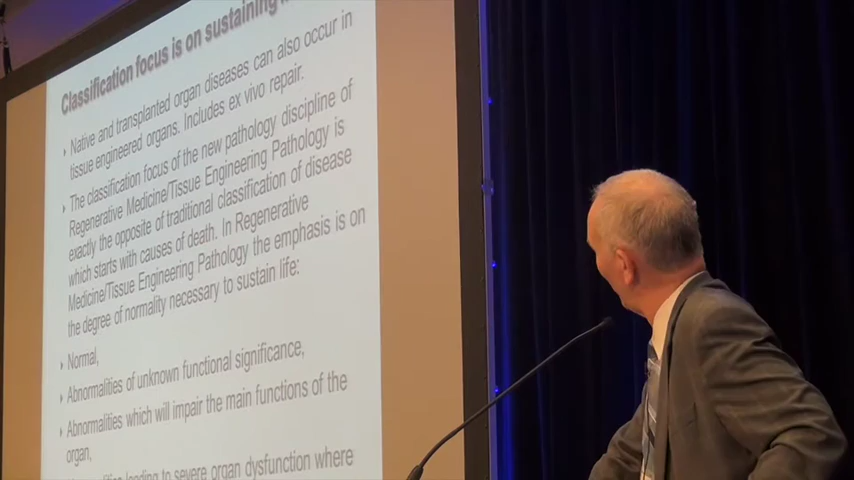 Classification focus is on sustaining
Native and transplanted organ diseases can also occur in
tissue engineered organs. Includes ex vivo repair.
The classification focus of the new pathology discipline of
Regenerative Medicine/Tissue Engineering Pathology is
exactly the opposite of traditional classification of disease
which starts with causes of death. In Regenerative
Medicine/Tissue Engineering Pathology the emphasis is on
the degree of normality necessary to sustain life:
Normal
Abnormalities of unknown functional significance,
Abnormalities which will impair but maintain function of the
organ
leading to severe organ dysfunction where